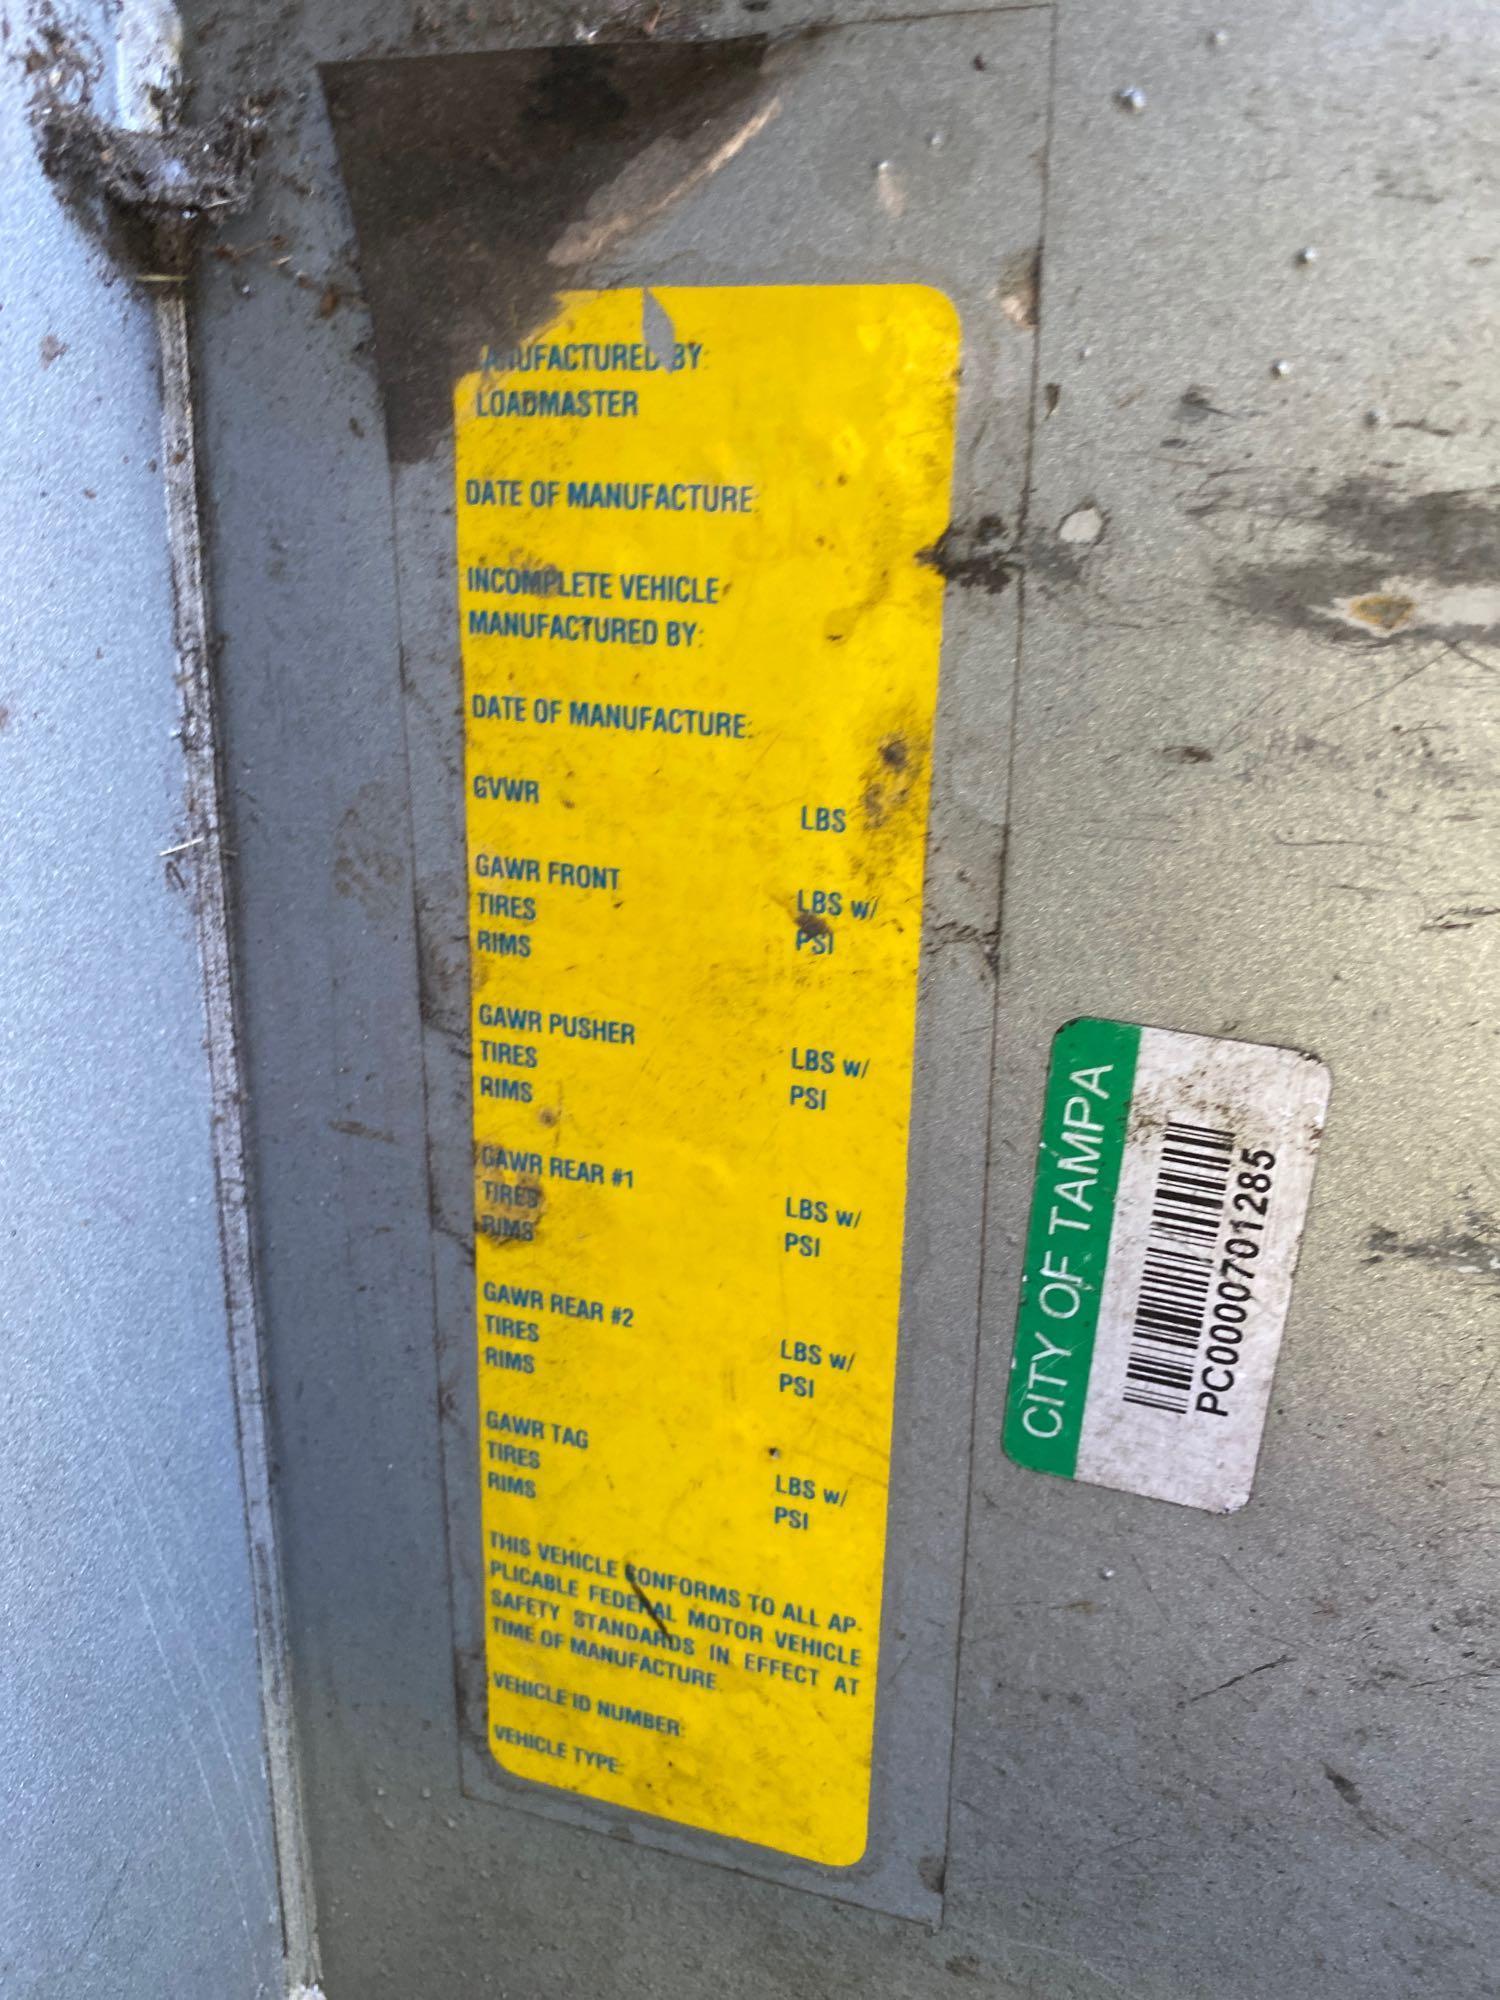 MANUFACTURED BY:
LOADMASTER
DATE OF MANUFACTURE:
INCOMPLETE VEHICLE
MANUFACTURED BY:
DATE OF MANUFACTURE:
GVWR LBS
GAWR FRONT LBS w/
TIRES PSI
RIMS
GAWR PUSHER LBS w/
TIRES PSI
RIMS
GAWR REAR #1 LBS w/
TIRES PSI
RIMS
GAWR REAR #2 LBS w/
TIRES PSI
RIMS
GAWR TAG LBS w/
TIRES PSI
RIMS
THIS VEHICLE CONFORMS TO ALL AP-
PLICABLE FEDERAL MOTOR VEHICLE
SAFETY STANDARDS IN EFFECT AT
TIME OF MANUFACTURE.
VEHICLE ID NUMBER:
VEHICLE TYPE:
CITY OF TAMPA
PC000701285